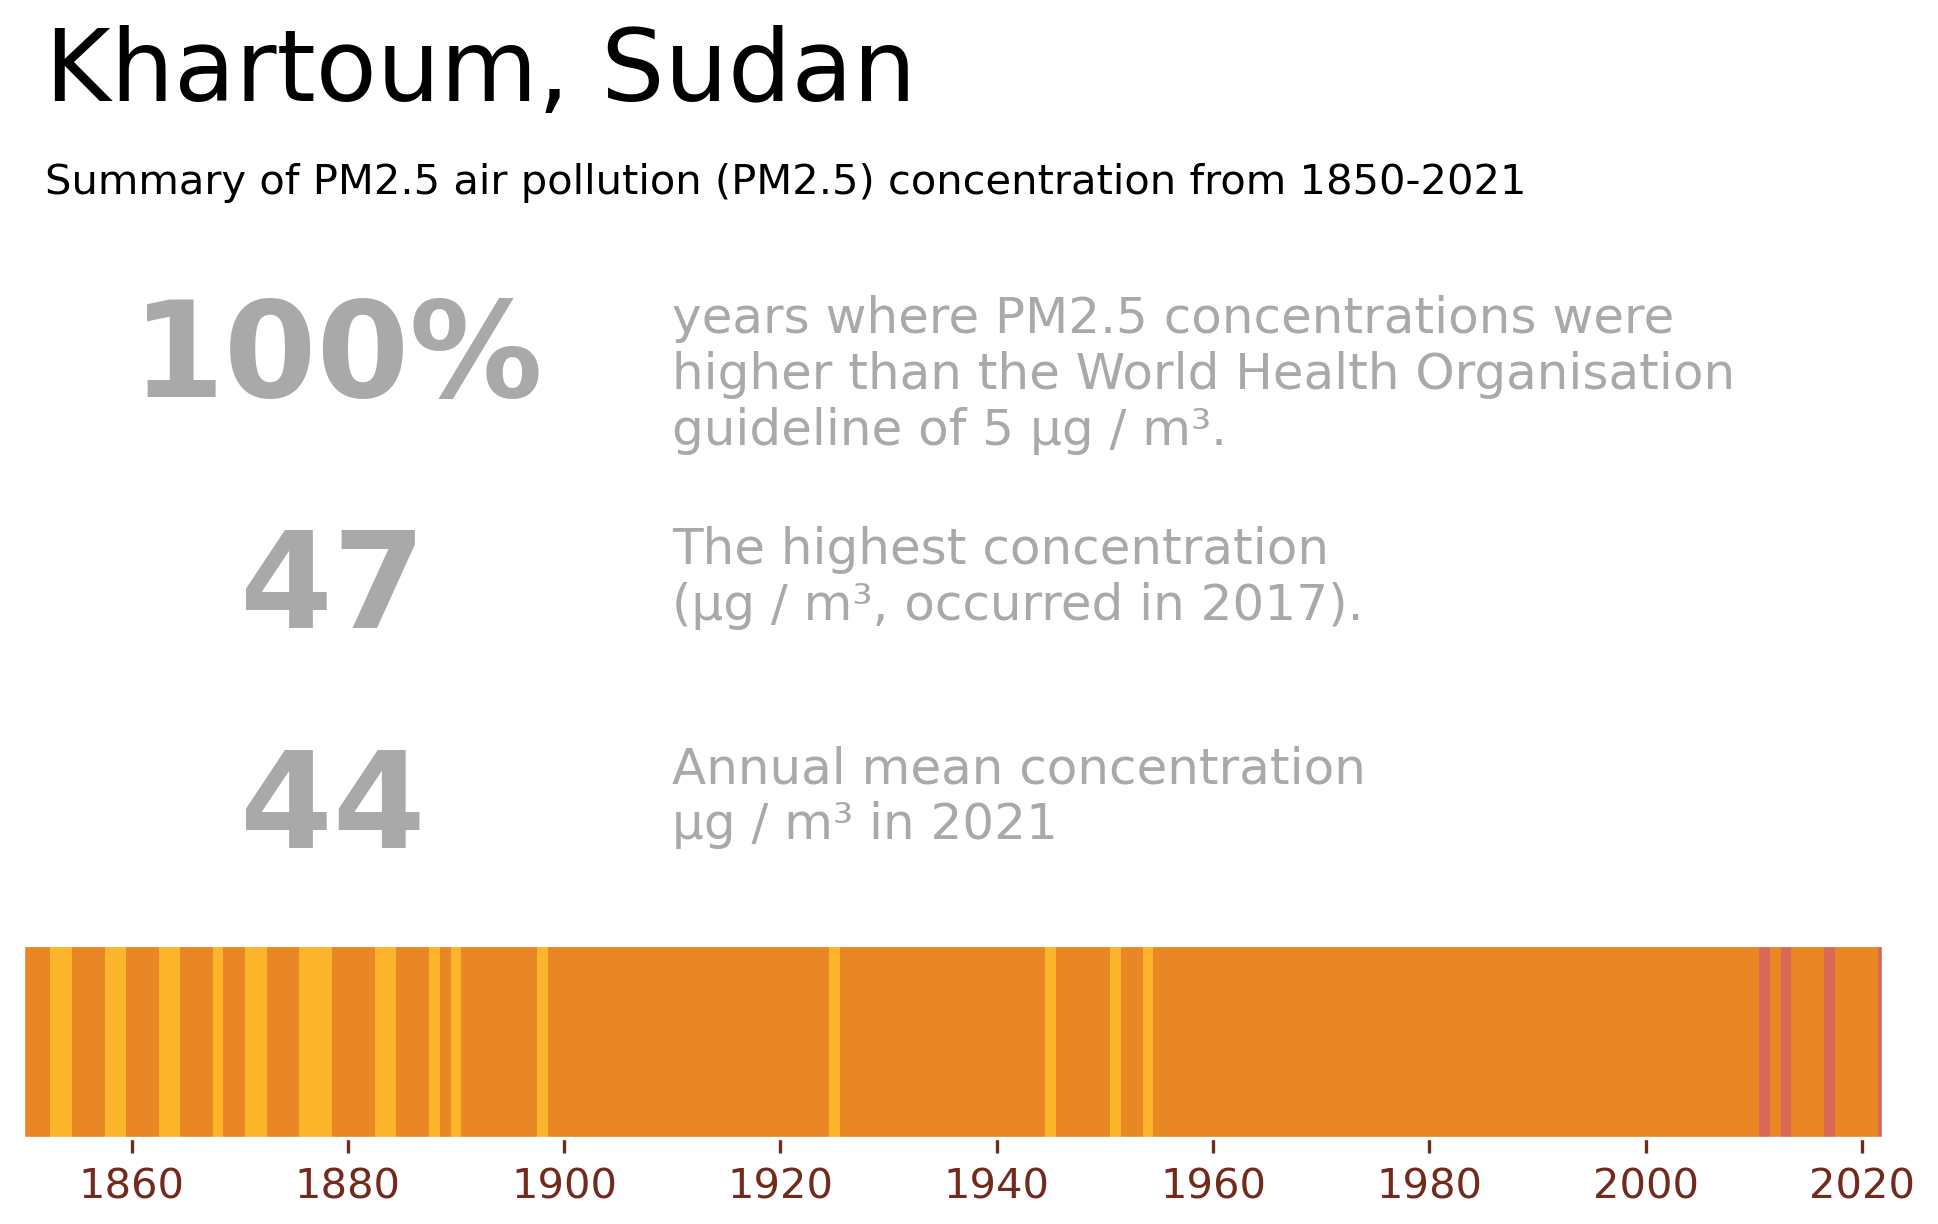 Khartoum, Sudan
Summary of PM2.5 air pollution (PM2.5) concentration from 1850-2021
100%
years where PM2.5 concentrations were
higher than the World Health Organisation
guideline of 5 µg / m³.
47
The highest concentration
(µg / m³, occurred in 2017).
44
Annual mean concentration
µg / m³ in 2021
1860 1880 1900 1920 1940 1960 1980 2000 2020